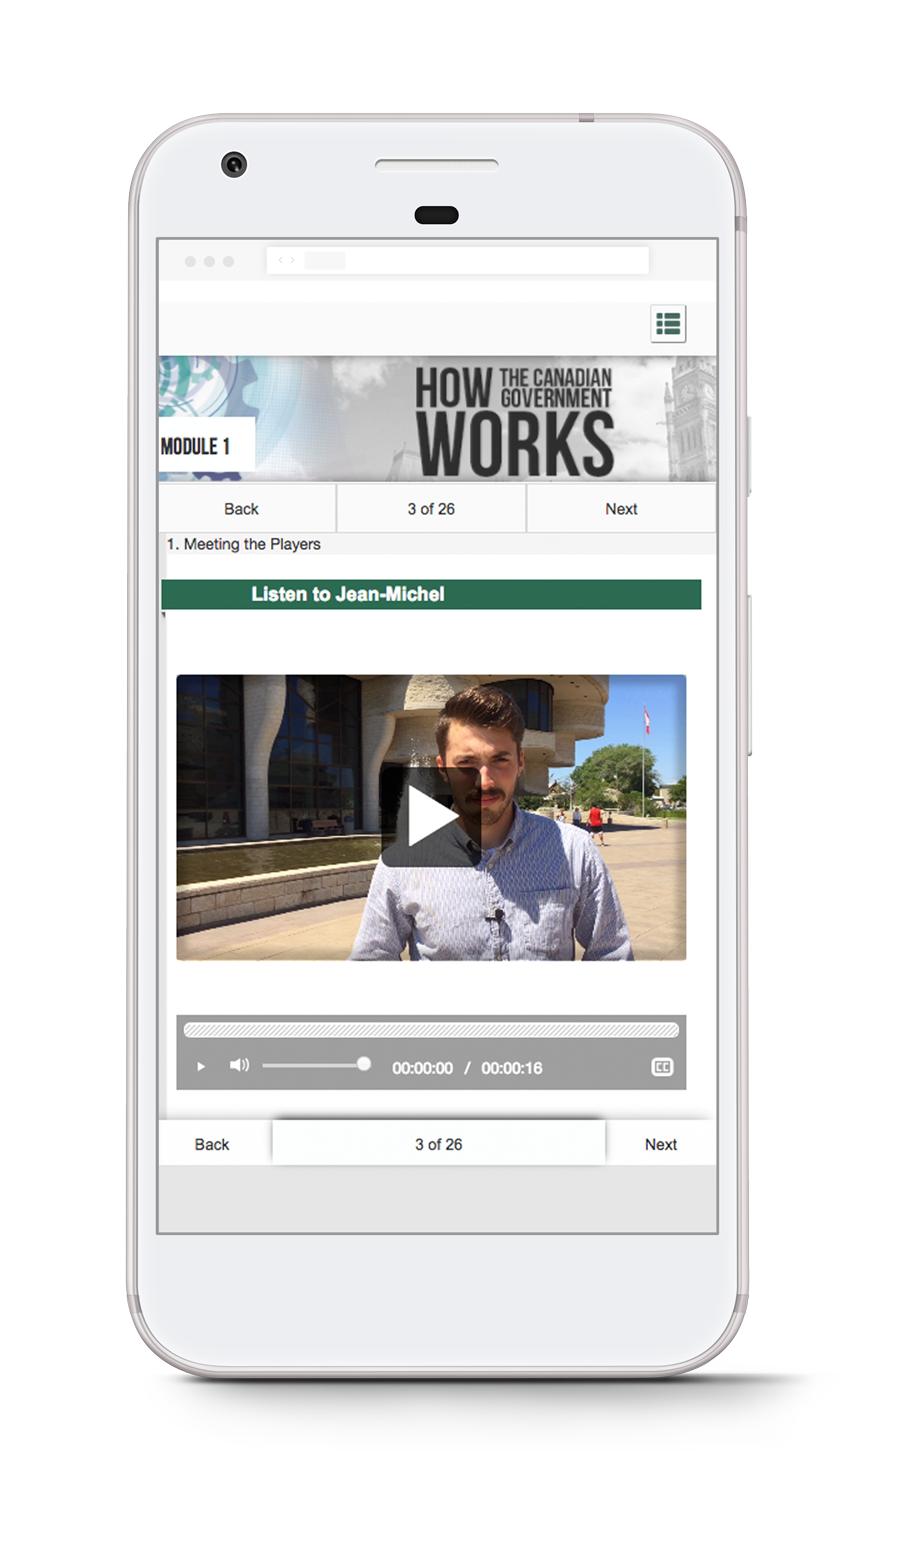 HOW THE CANADIAN GOVERNMENT
WORKS
MODULE 1
Back 3 of 26 Next
1. Meeting the Players
Listen to Jean-Michel
00:00:00 / 00:00:16 CC
Back 3 of 26 Next